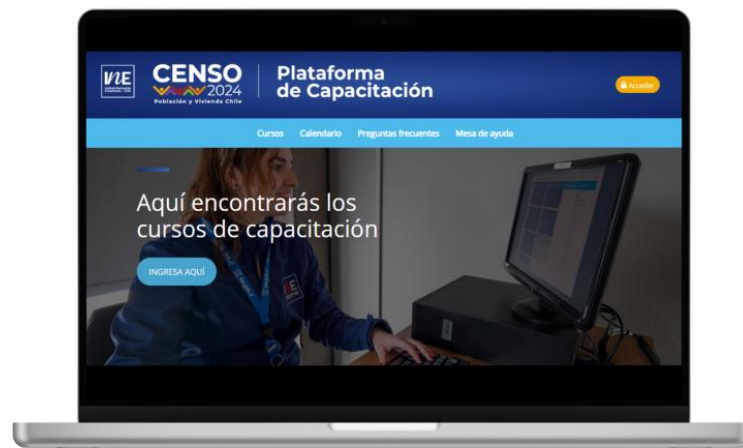 INE
CENSO
2024
Población y Vivienda Chile
Plataforma
de Capacitación
Acceder
Cursos Calendario Preguntas frecuentes Mesa de ayuda
Aquí encontrarás los
cursos de capacitación
INGRESA AQUÍ
INE